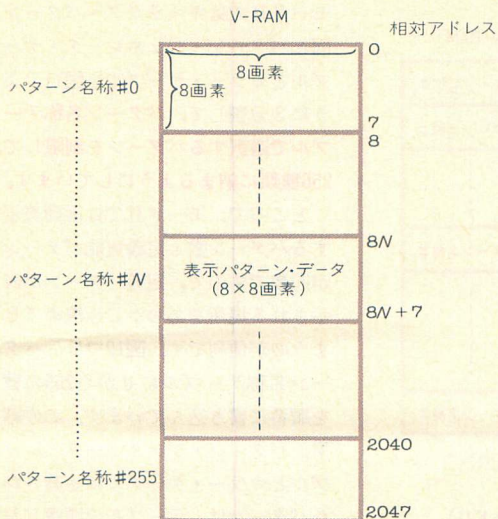 V-RAM
相対アドレス
0
8画素
8画素
パターン名称#0
7
8
8N
パターン名称#N
表示パターン・データ
(8×8画素)
8N+7
2040
パターン名称#255
2047